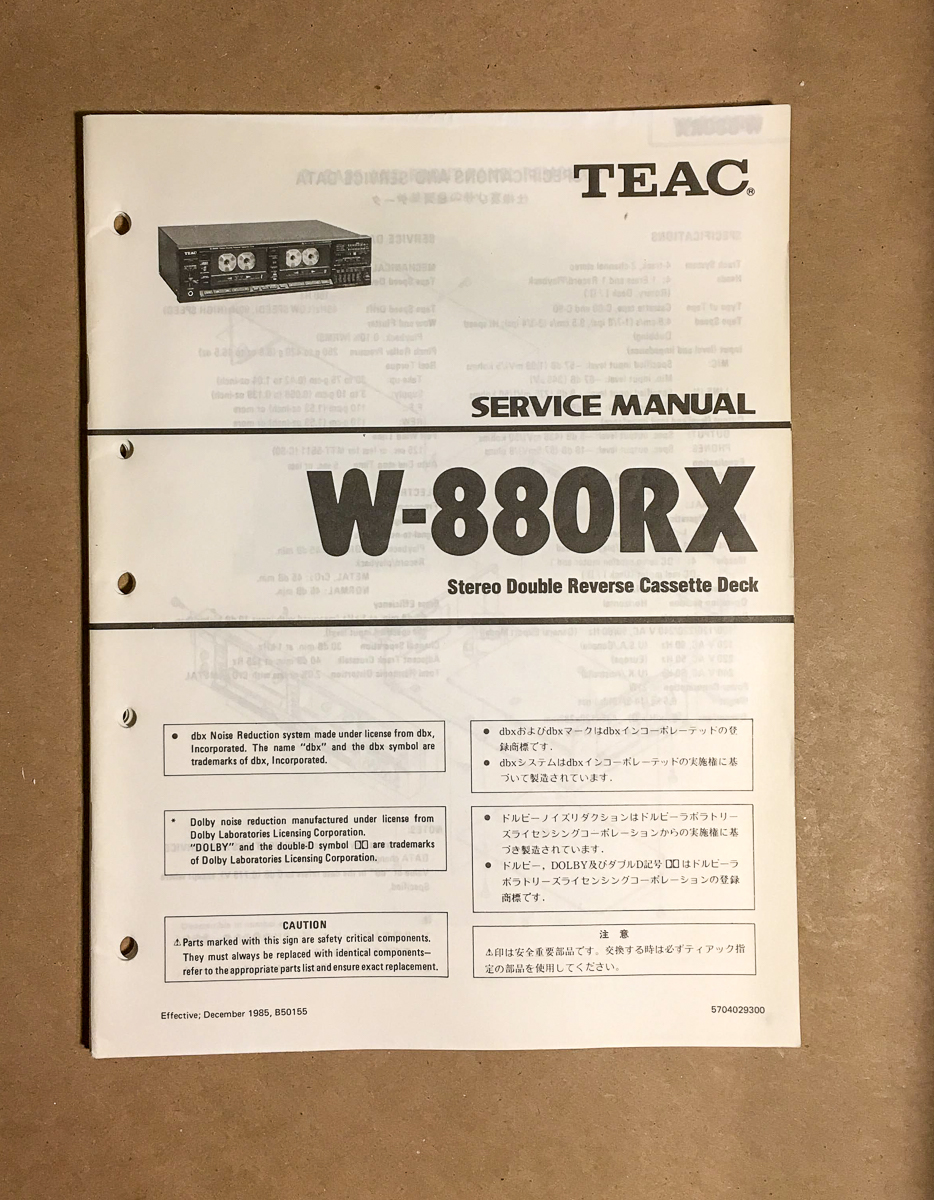 TEAC®
TEAC
SERVICE MANUAL
W-880RX
Stereo Double Reverse Cassette Deck
● dbx Noise Reduction system made under license from dbx,
Incorporated. The name "dbx" and the dbx symbol are
trademarks of dbx, Incorporated.
* Dolby noise reduction manufactured under license from
Dolby Laboratories Licensing Corporation.
"DOLBY" and the double-D symbol are trademarks
of Dolby Laboratories Licensing Corporation.
CAUTION
⚠ Parts marked with this sign are safety critical components.
They must always be replaced with identical components—
refer to the appropriate parts list and ensure exact replacement.
● dbxおよびdbxマークはdbxインコーポレーテッドの登
録商標です.
● dbxシステムはdbxインコーポレーテッドの実施権に基
づいて製造されています.
● ドルビーノイズリダクションはドルビーラボラトリー
ズライセンシングコーポレーションからの実施権に基
づき製造されています.
● ドルビー, DOLBY及びダブルD記号はドルビーラ
ボラトリーズライセンシングコーポレーションの登録
商標です.
注 意
⚠印は安全重要部品です。交換する時は必ずティアック指
定の部品を使用してください。
Effective; December 1985, B50155
5704029300